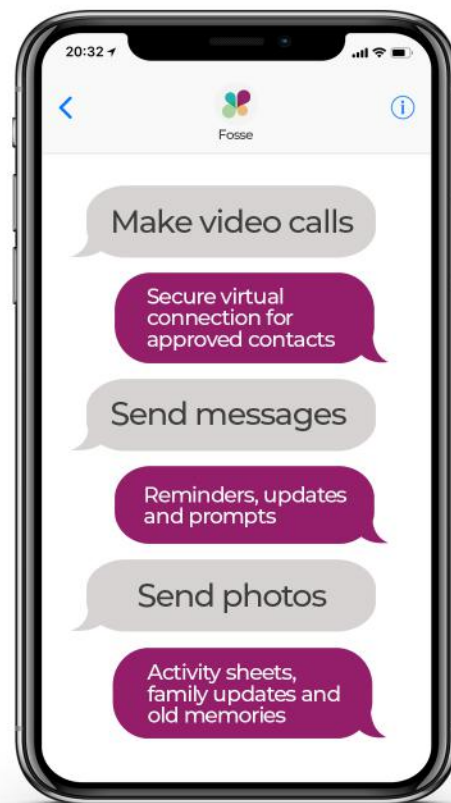 20:32
Fosse
Make video calls
Secure virtual
connection for
approved contacts
Send messages
Reminders, updates
and prompts
Send photos
Activity sheets,
family updates and
old memories